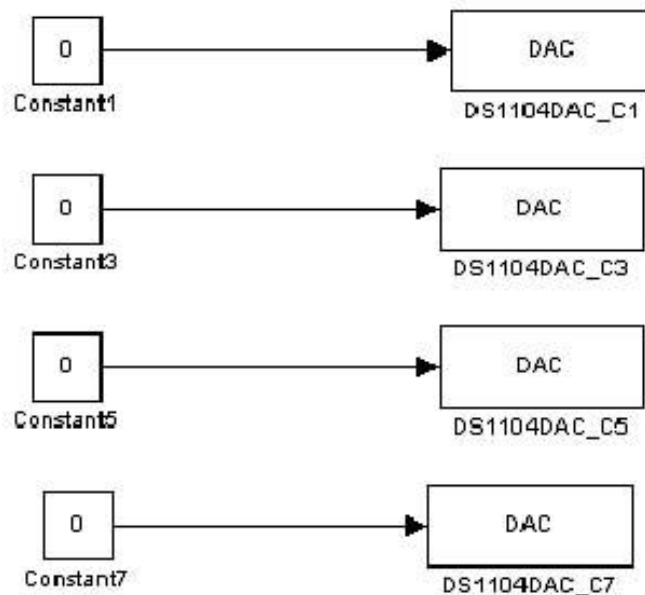 0
DAC
Constant1
DS1104DAC_C1
0
DAC
Constant3
DS1104DAC_C3
0
DAC
Constant5
DS1104DAC_C5
0
DAC
Constant7
DS1104DAC_C7